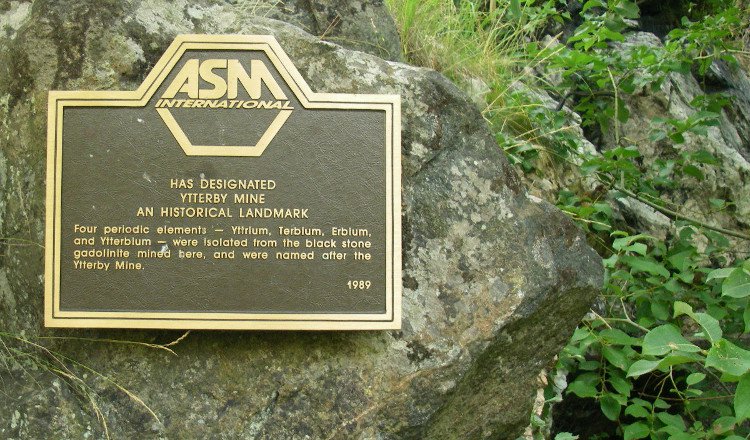 ASM
INTERNATIONAL
HAS DESIGNATED
YTTERBY MINE
AN HISTORICAL LANDMARK
Four periodic elements — Yttrium, Terbium, Erbium,
and Ytterbium — were isolated from the black stone
gadolinite mined here, and were named after the
Ytterby Mine.
1989